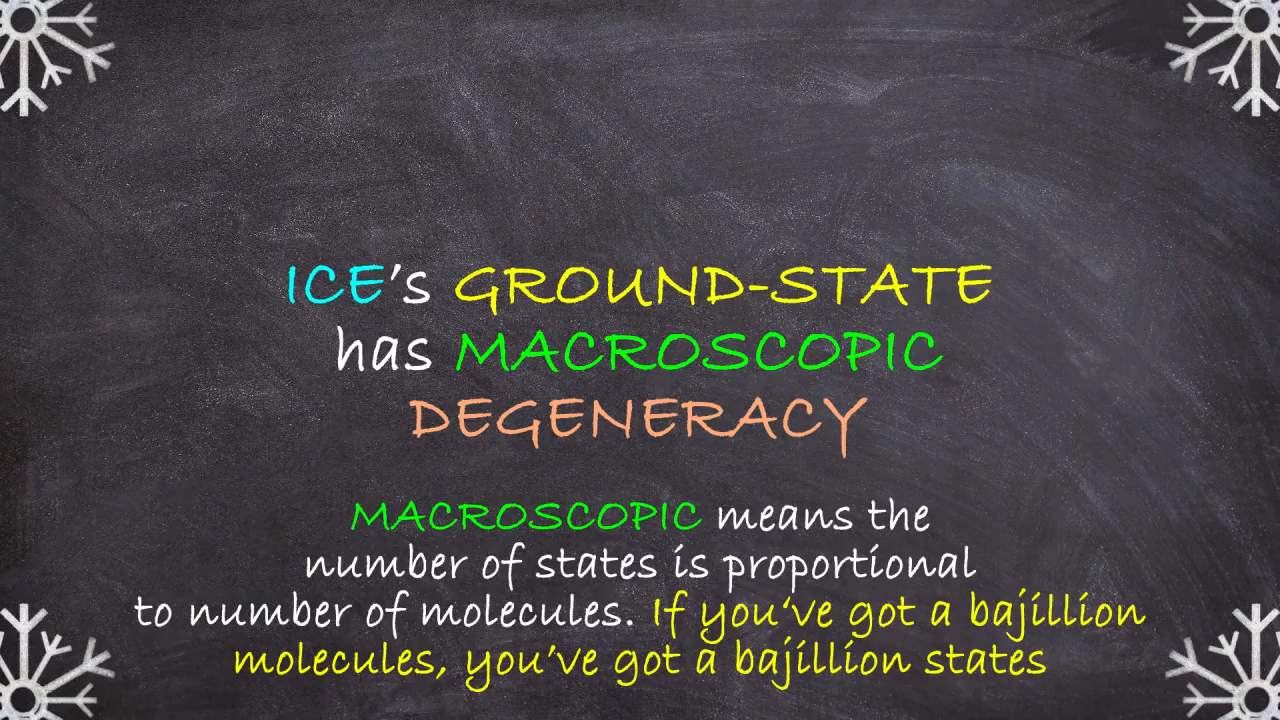 ICE's GROUND-STATE
has MACROSCOPIC
DEGENERACY
MACROSCOPIC means the
number of states is proportional
to number of molecules. If you've got a bajillion
molecules, you've got a bajillion states